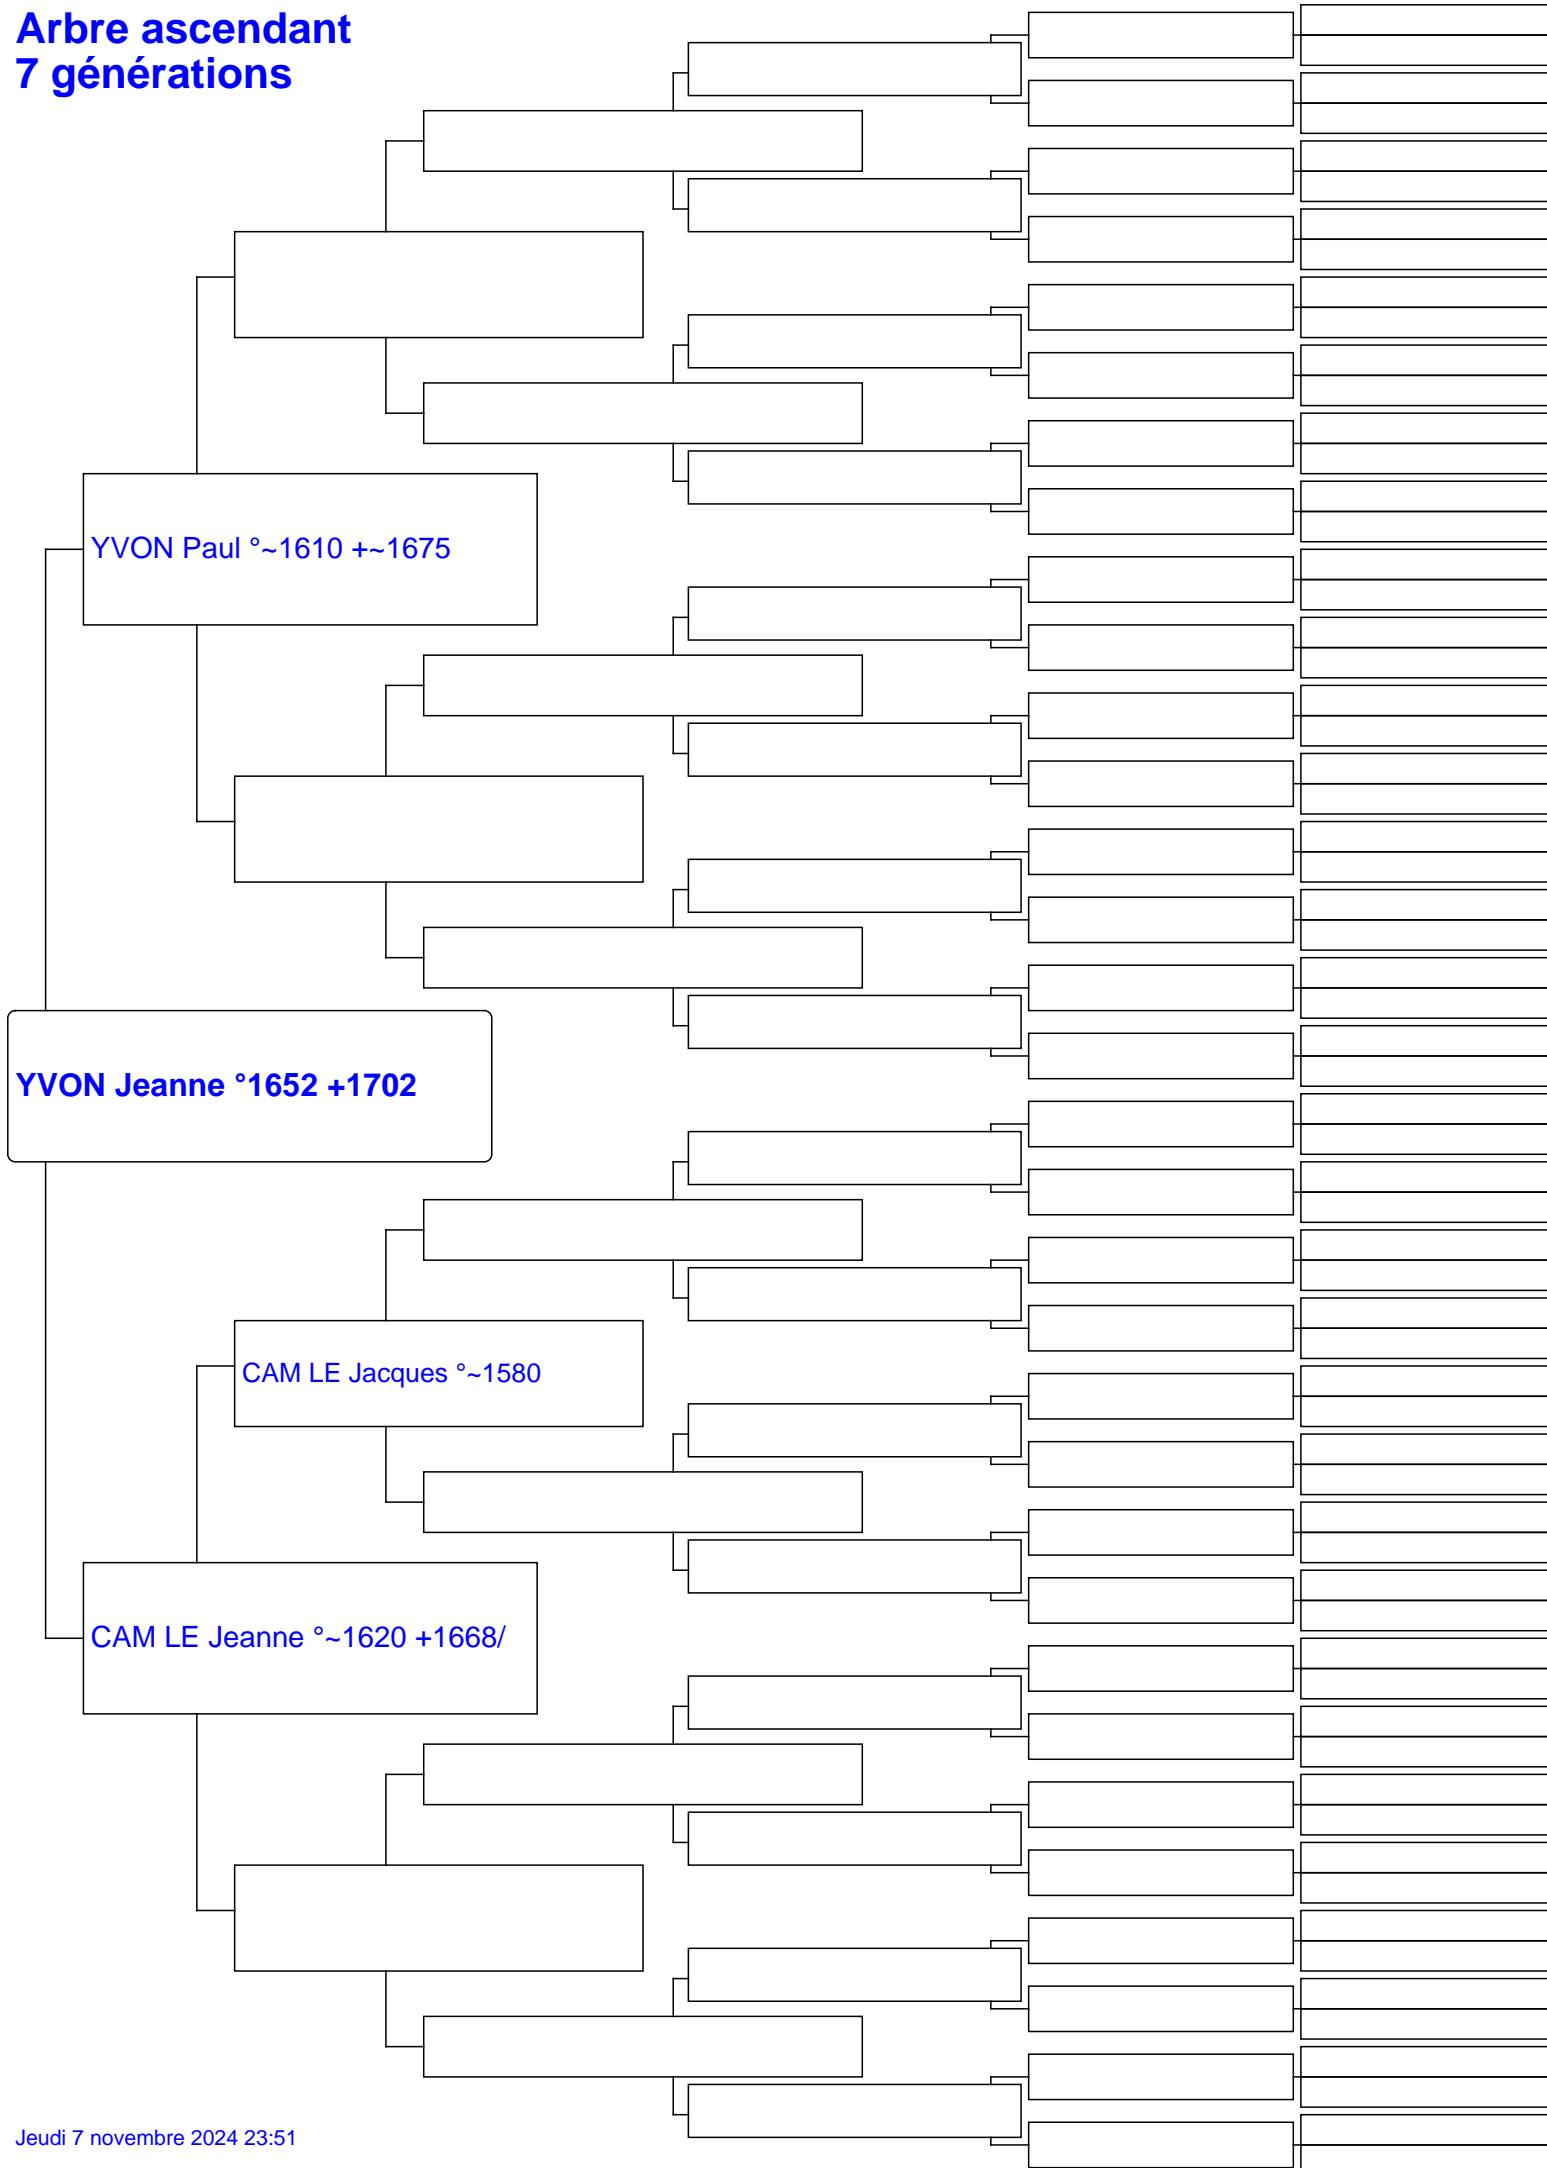 Arbre ascendant
7 générations
YVON Paul °~1610 +~1675
YVON Jeanne °1652 +1702
CAM LE Jacques °~1580
CAM LE Jeanne °~1620 +1668/
Jeudi 7 novembre 2024 23:51